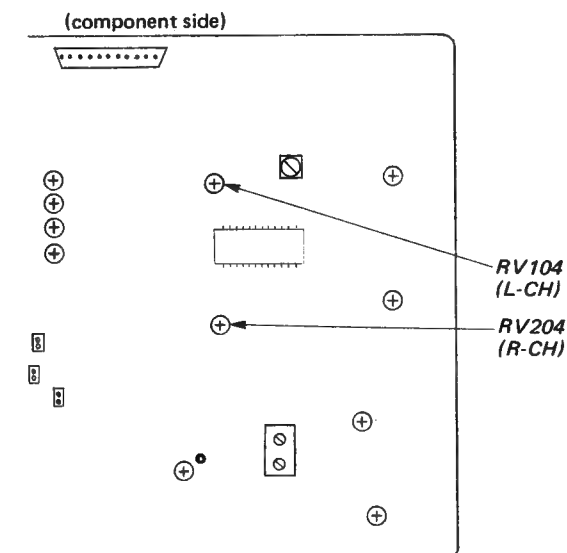 (component side)
RV104
(L-CH)
RV204
(R-CH)